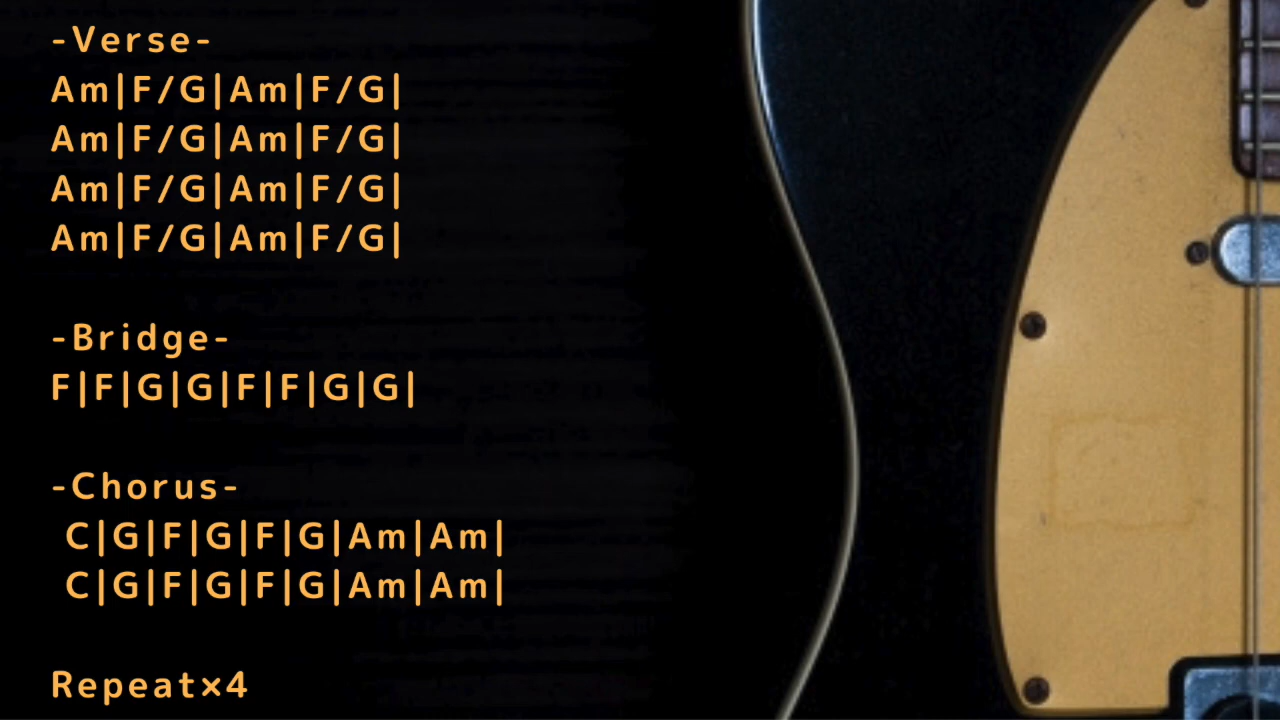 -Verse-
Am|F/G|Am|F/G|
Am|F/G|Am|F/G|
Am|F/G|Am|F/G|
Am|F/G|Am|F/G|
-Bridge-
F|F|G|G|F|F|G|G|
-Chorus-
C|G|F|G|F|G|Am|Am|
C|G|F|G|F|G|Am|Am|
Repeat×4